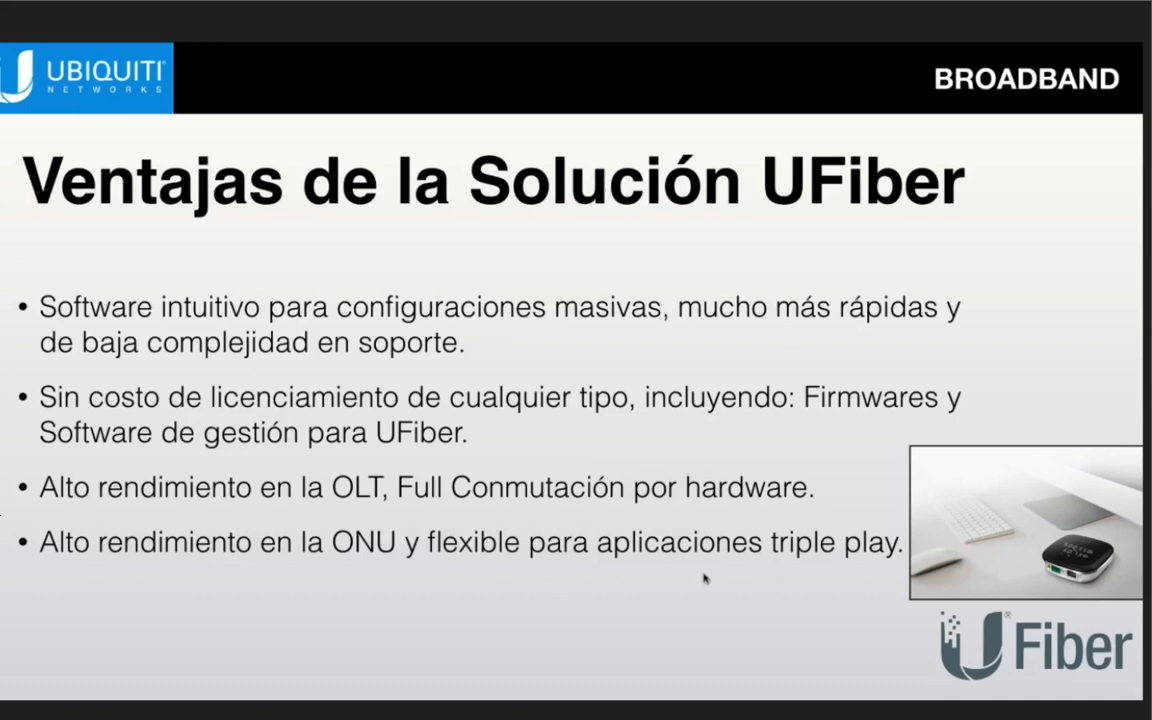 UBIQUITI
NETWORKS
BROADBAND
Ventajas de la Solución UFiber
• Software intuitivo para configuraciones masivas, mucho más rápidas y
de baja complejidad en soporte.
• Sin costo de licenciamiento de cualquier tipo, incluyendo: Firmwares y
Software de gestión para UFiber.
• Alto rendimiento en la OLT, Full Conmutación por hardware.
• Alto rendimiento en la ONU y flexible para aplicaciones triple play.
U® Fiber